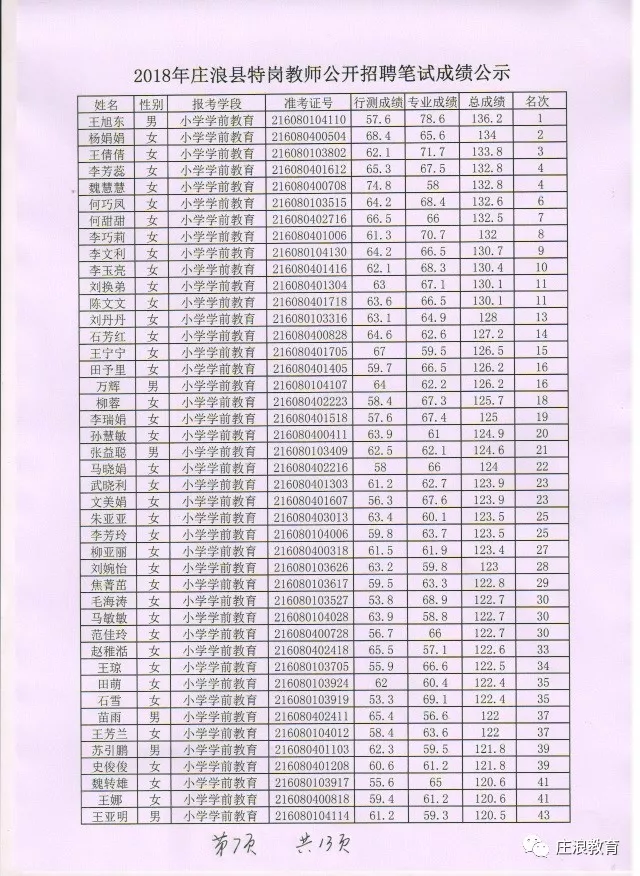 2018年庄浪县特岗教师公开招聘笔试成绩公示
姓名 性别 报考学段 准考证号 行测成绩 专业成绩 总成绩 名次
王旭东 男 小学学前教育 216080104110 57.6 78.6 136.2 1
杨娟娟 女 小学学前教育 216080400504 68.4 65.6 134 2
王倩倩 女 小学学前教育 216080103802 62.1 71.7 133.8 3
李芳蕊 女 小学学前教育 216080401612 65.3 67.5 132.8 4
魏慧慧 女 小学学前教育 216080400708 74.8 58 132.8 4
何巧凤 女 小学学前教育 216080103515 64.2 68.4 132.6 6
何甜甜 女 小学学前教育 216080402716 66.5 66 132.5 7
李巧莉 女 小学学前教育 216080401006 61.3 70.7 132 8
李文利 女 小学学前教育 216080104130 64.2 66.5 130.7 9
李玉亮 女 小学学前教育 216080401416 62.1 68.3 130.4 10
刘换弟 女 小学学前教育 216080401304 63 67.1 130.1 11
陈文文 女 小学学前教育 216080401718 63.6 66.5 130.1 11
刘丹丹 女 小学学前教育 216080103316 63.1 64.9 128 13
石芳红 女 小学学前教育 216080400828 64.6 62.6 127.2 14
王宁宁 女 小学学前教育 216080401705 67 59.5 126.5 15
田予里 女 小学学前教育 216080401405 59.7 66.5 126.2 16
万辉 男 小学学前教育 216080104107 64 62.2 126.2 16
柳蓉 女 小学学前教育 216080402223 58.4 67.3 125.7 18
李瑞娟 女 小学学前教育 216080401518 57.6 67.4 125 19
孙慧敏 女 小学学前教育 216080400411 63.9 61 124.9 20
张益聪 男 小学学前教育 216080103409 62.5 62.1 124.6 21
马晓娟 女 小学学前教育 216080402216 58 66 124 22
武晓利 女 小学学前教育 216080401303 61.2 62.7 123.9 23
文美娟 女 小学学前教育 216080401607 56.3 67.6 123.9 23
朱亚亚 女 小学学前教育 216080403013 63.4 60.1 123.5 25
李芳玲 女 小学学前教育 216080104006 59.8 63.7 123.5 25
柳亚丽 女 小学学前教育 216080400318 61.5 61.9 123.4 27
刘婉怡 女 小学学前教育 216080103626 63.2 59.8 123 28
焦菁茁 女 小学学前教育 216080103617 59.5 63.3 122.8 29
毛海涛 女 小学学前教育 216080103527 53.8 68.9 122.7 30
马敏敏 女 小学学前教育 216080104028 63.9 58.8 122.7 30
范佳玲 女 小学学前教育 216080400728 56.7 66 122.7 30
赵稚湉 女 小学学前教育 216080402418 65.5 57.1 122.6 33
王琼 女 小学学前教育 216080103705 55.9 66.6 122.5 34
田萌 女 小学学前教育 216080103924 62 60.4 122.4 35
石雪 女 小学学前教育 216080103919 53.3 69.1 122.4 35
苗雨 男 小学学前教育 216080402411 65.4 56.6 122 37
王芳兰 女 小学学前教育 216080104012 58.4 63.6 122 37
苏引鹏 男 小学学前教育 216080401103 62.3 59.5 121.8 39
史俊俊 女 小学学前教育 216080401208 60.6 61.2 121.8 39
魏转雄 女 小学学前教育 216080103917 55.6 65 120.6 41
王娜 女 小学学前教育 216080400818 59.4 61.2 120.6 41
王亚明 男 小学学前教育 216080104114 61.2 59.3 120.5 43
第7页 共13页
庄浪教育